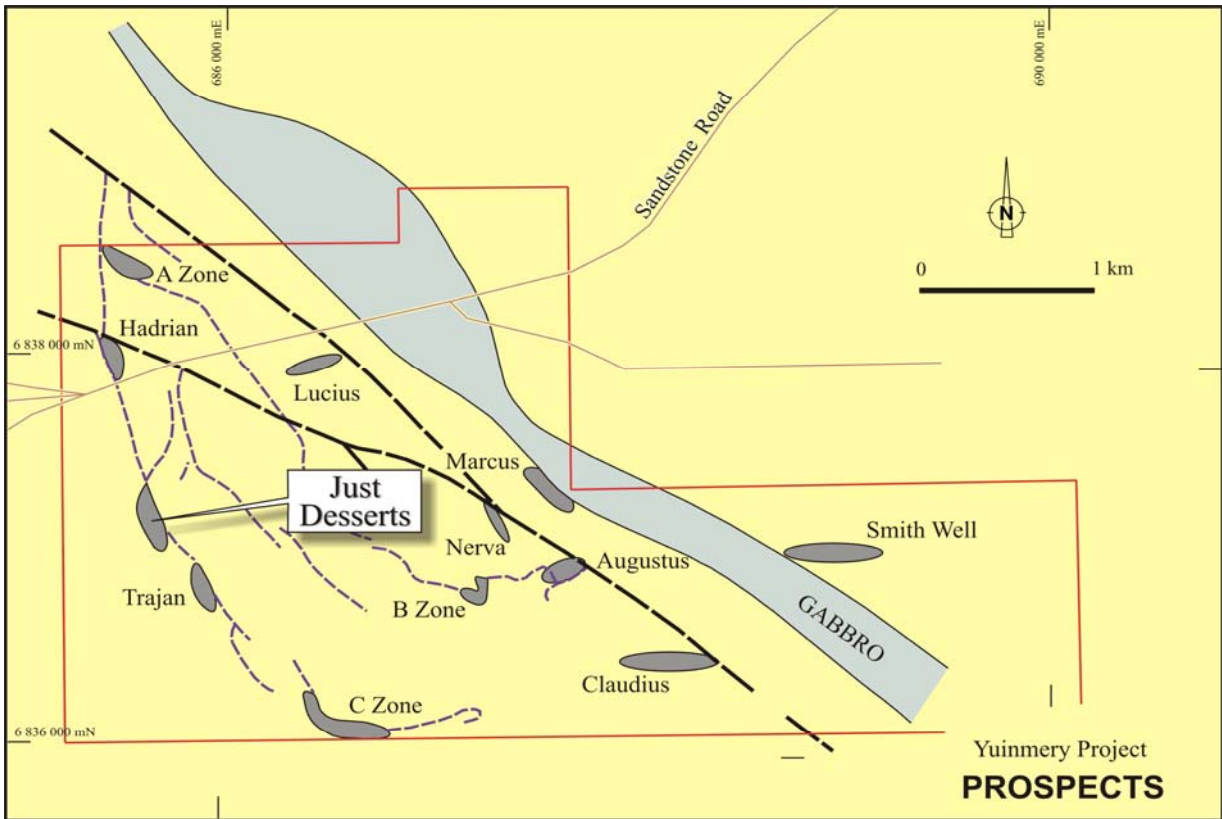 686 000 mE
690 000 mE
Sandstone Road
N
0 1 km
A Zone
Hadrian
6 838 000 mN
Lucius
Marcus
Just
Desserts
Smith Well
Nerva
Augustus
Trajan
B Zone
GABBRO
Claudius
C Zone
6 836 000 mN
Yuinmery Project
PROSPECTS